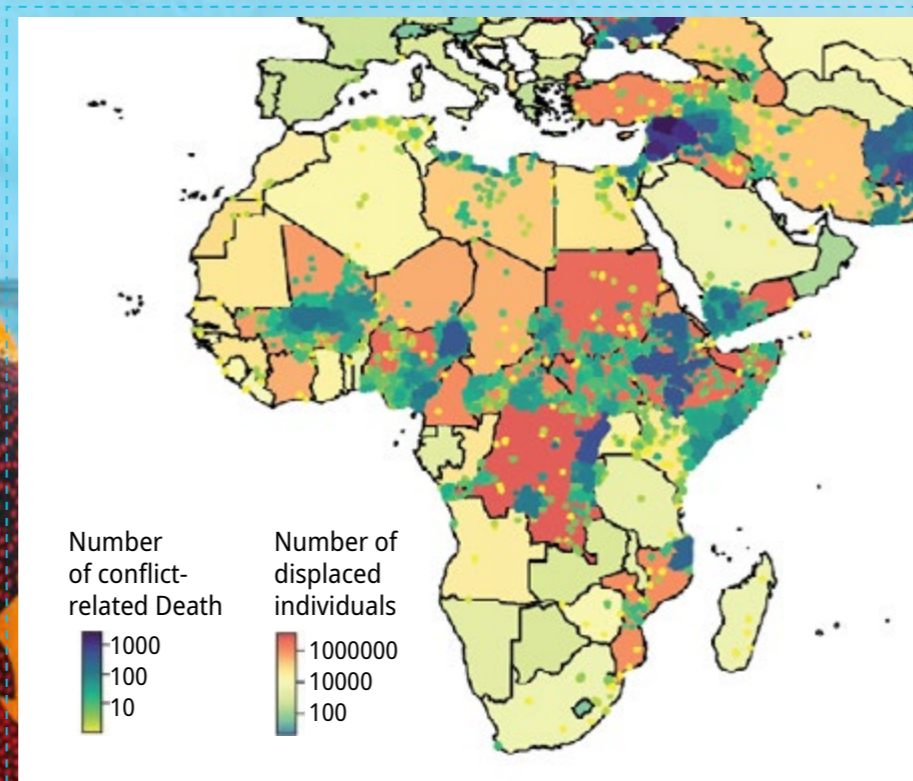 Number
of conflict-
related Death
1000
100
10
Number of
displaced
individuals
1000000
10000
100